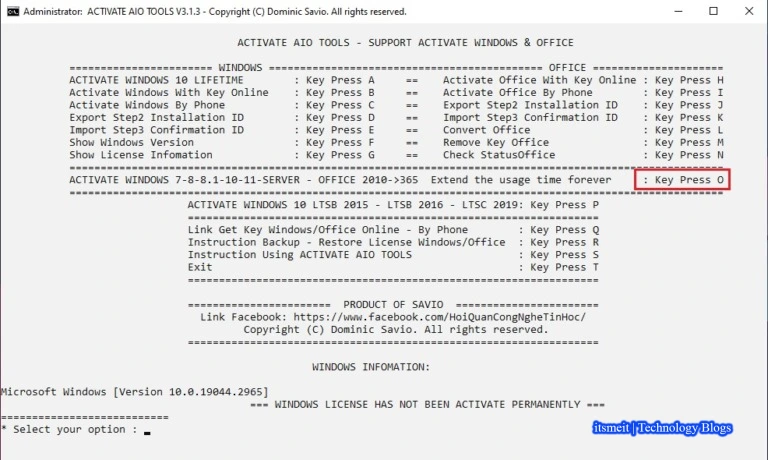 Administrator: ACTIVATE AIO TOOLS V3.1.3 - Copyright (C) Dominic Savio. All rights reserved.
ACTIVATE AIO TOOLS - SUPPORT ACTIVATE WINDOWS & OFFICE
====================== WINDOWS ========================================== OFFICE ====================
ACTIVATE WINDOWS 10 LIFETIME : Key Press A == Activate Office With Key Online : Key Press H
Activate Windows With Key Online : Key Press B == Activate Office By Phone : Key Press I
Activate Windows By Phone : Key Press C == Export Step2 Installation ID : Key Press J
Export Step2 Installation ID : Key Press D == Import Step3 Confirmation ID : Key Press K
Import Step3 Confirmation ID : Key Press E == Convert Office : Key Press L
Show Windows Version : Key Press F == Remove Key Office : Key Press M
Show License Infomation : Key Press G == Check StatusOffice : Key Press N
=====================================================================================================
ACTIVATE WINDOWS 7-8-8.1-10-11-SERVER - OFFICE 2010->365 Extend the usage time forever : Key Press O
=====================================================================================================
ACTIVATE WINDOWS 10 LTSB 2015 - LTSB 2016 - LTSC 2019: Key Press P
================================================================
Link Get Key Windows/Office Online - By Phone : Key Press Q
Instruction Backup - Restore License Windows/Office : Key Press R
Instruction Using ACTIVATE AIO TOOLS : Key Press S
Exit : Key Press T
================================================================
====================== PRODUCT OF SAVIO ======================
Link Facebook: https://www.facebook.com/HoiQuanCongNgheTinHoc/
Copyright (C) Dominic Savio. All rights reserved.
================================================================
WINDOWS INFOMATION:
Microsoft Windows [Version 10.0.19044.2965]
=== WINDOWS LICENSE HAS NOT BEEN ACTIVATE PERMANENTLY ===
==========================
* Select your option : _
itsmeit | Technology Blogs